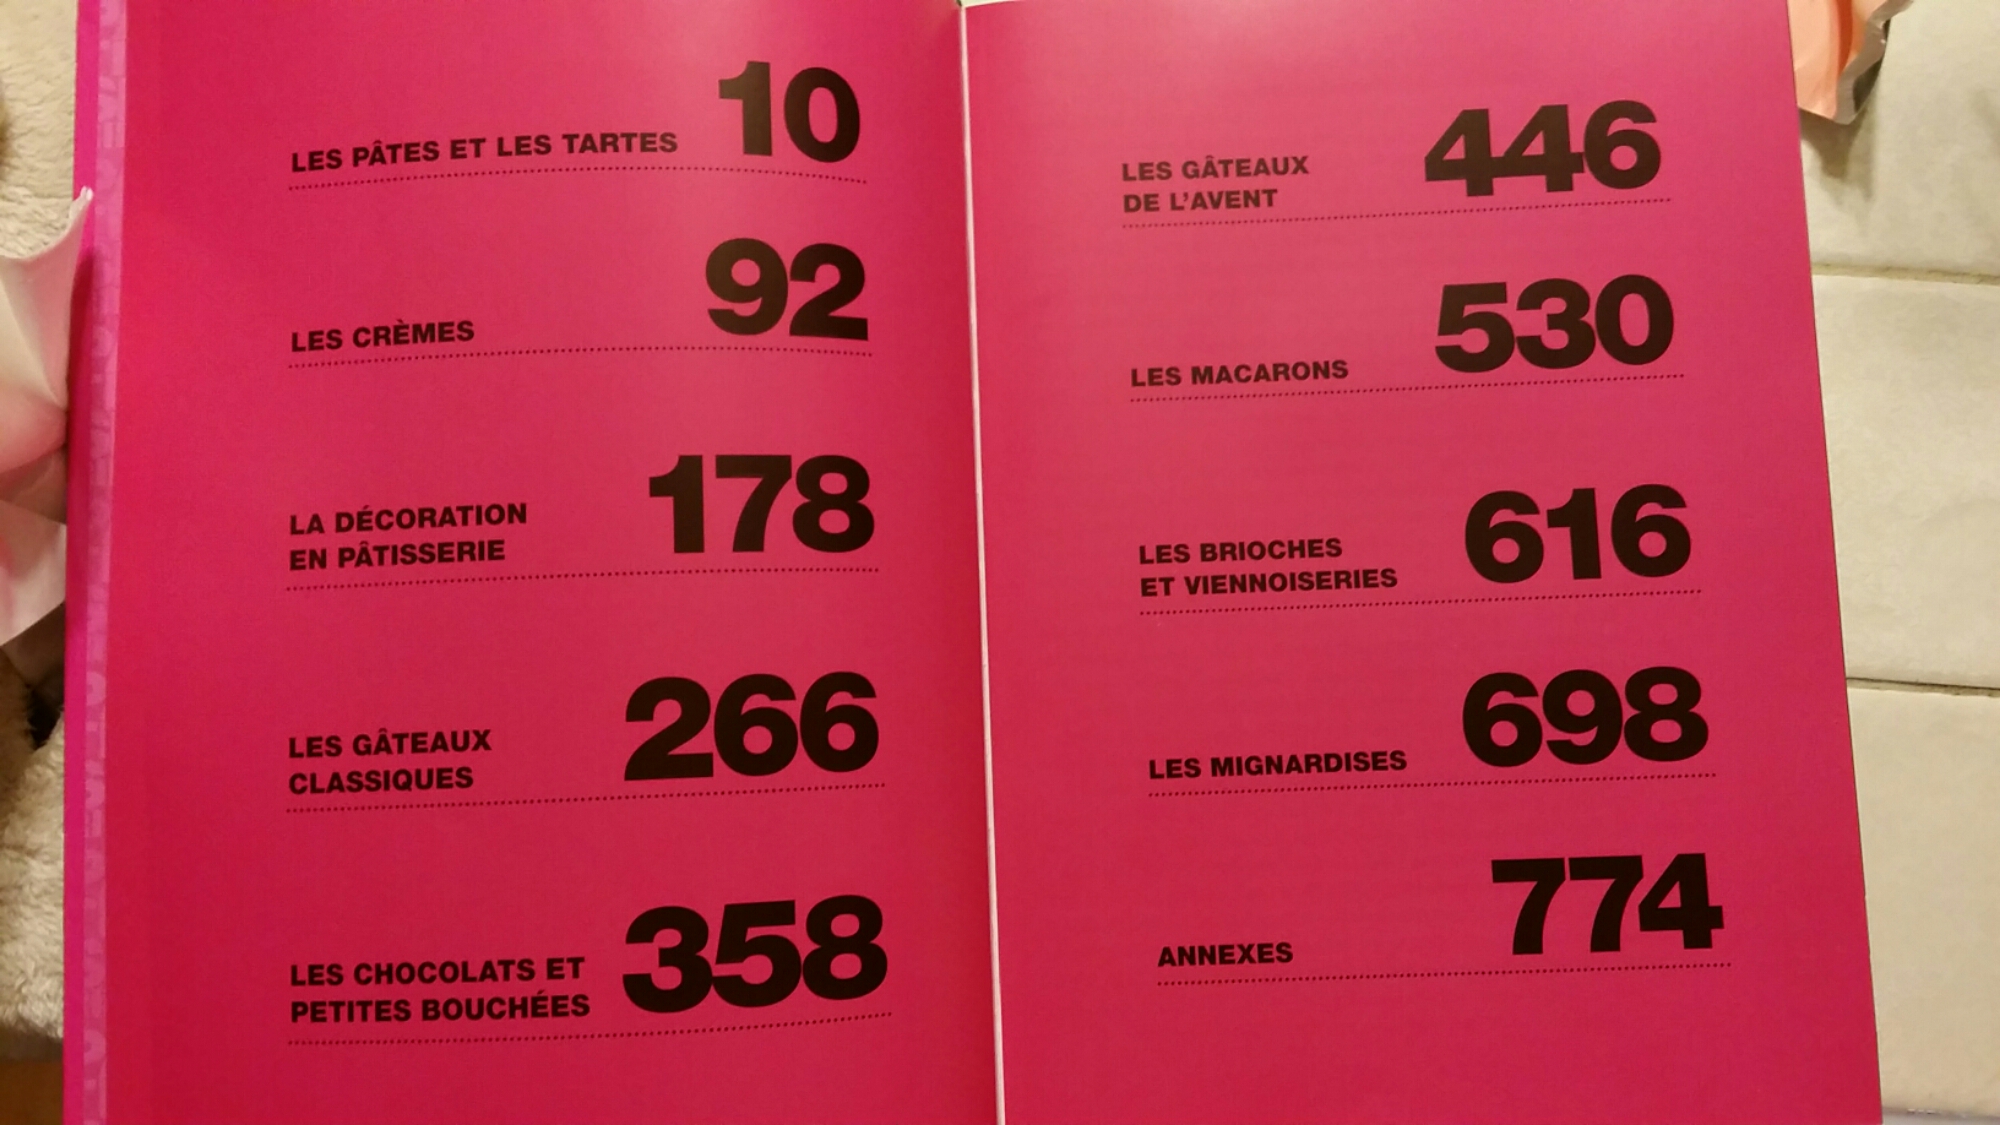 LES PÂTES ET LES TARTES 10
LES CRÈMES 92
LA DÉCORATION
EN PÂTISSERIE 178
LES GÂTEAUX
CLASSIQUES 266
LES CHOCOLATS ET
PETITES BOUCHÉES 358
LES GÂTEAUX
DE L'AVENT 446
LES MACARONS 530
LES BRIOCHES
ET VIENNOISERIES 616
LES MIGNARDISES 698
ANNEXES 774